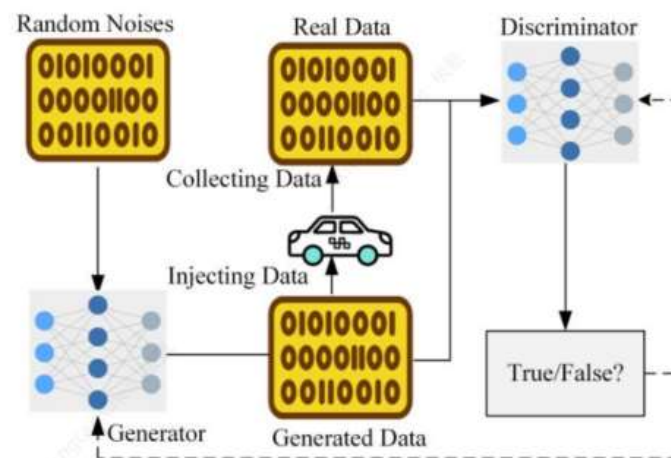 Random Noises
Real Data
Discriminator
01010001
00001100
00110010
01010001
00001100
00110010
Collecting Data
Injecting Data
01010001
00001100
00110010
True/False?
Generator
Generated Data